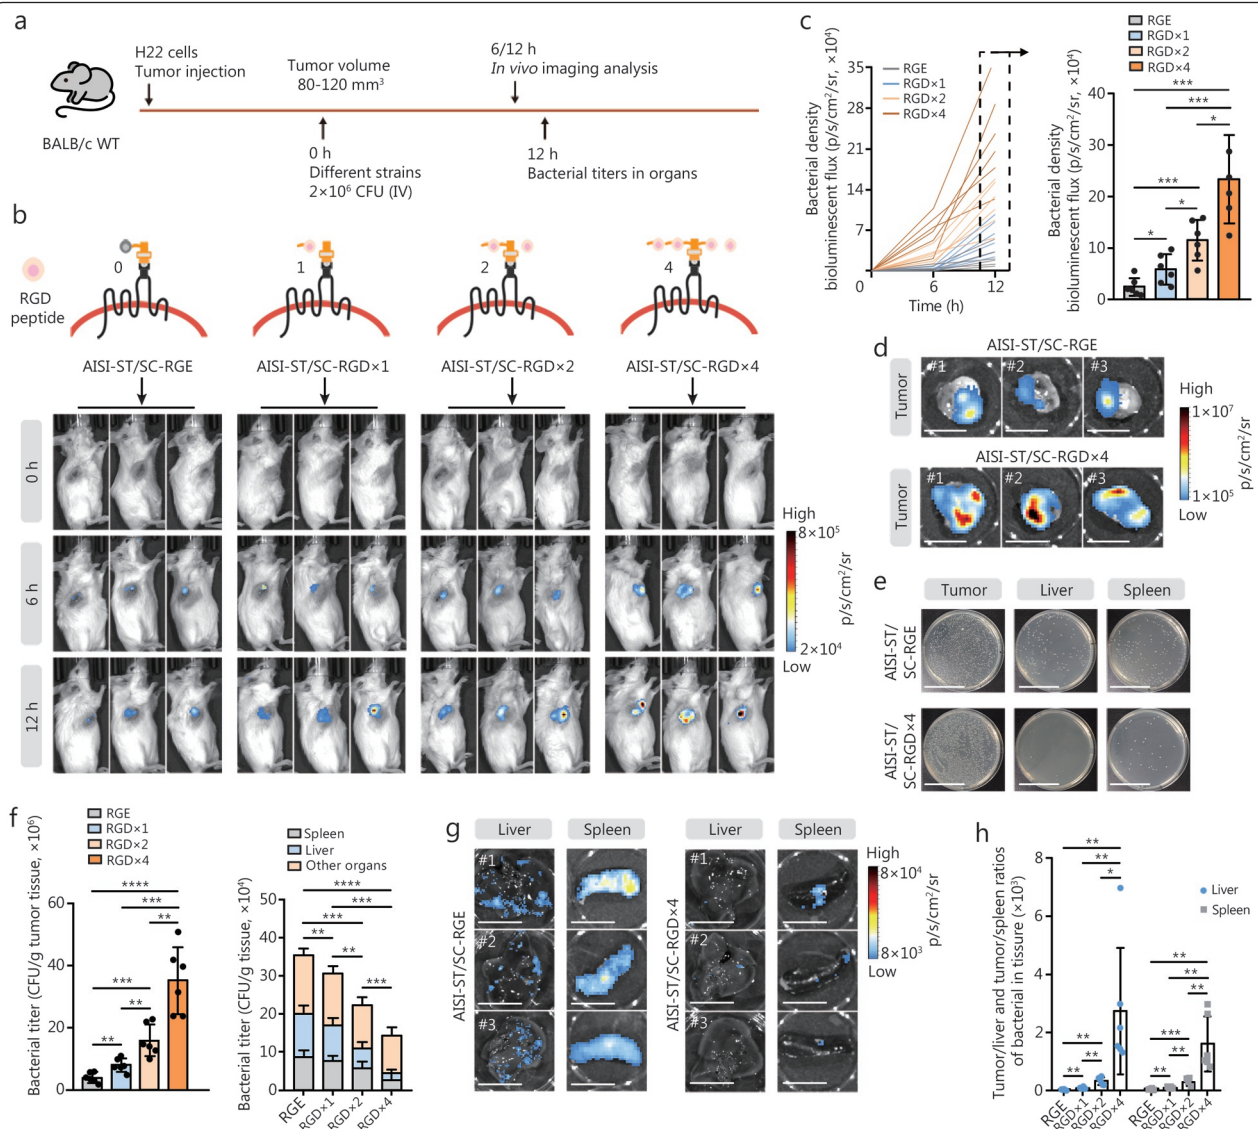 a
H22 cells
Tumor injection
Tumor volume
80-120 mm³
6/12 h
In vivo imaging analysis
BALB/c WT
0 h
Different strains
2×10⁶ CFU (IV)
12 h
Bacterial titers in organs
b
RGD
peptide
0
1
2
4
AISI-ST/SC-RGE
AISI-ST/SC-RGD×1
AISI-ST/SC-RGD×2
AISI-ST/SC-RGD×4
0 h
6 h
12 h
High
8×10⁵
p/s/cm²/sr
2×10⁴
Low
c
Bacterial density
bioluminescent flux (p/s/cm²/sr, ×10⁴)
35
28
21
14
7
0
6
12
Time (h)
RGE
RGD×1
RGD×2
RGD×4
RGE
RGD×1
RGD×2
RGD×4
Bacterial density
bioluminescent flux (p/s/cm²/sr, ×10⁴)
40
30
20
10
0
***
***
*
***
*
*
d
AISI-ST/SC-RGE
Tumor
#1
#2
#3
AISI-ST/SC-RGD×4
Tumor
#1
#2
#3
High
1×10⁷
p/s/cm²/sr
1×10⁵
Low
e
Tumor
Liver
Spleen
AISI-ST/
SC-RGE
AISI-ST/
SC-RGD×4
f
RGE
RGD×1
RGD×2
RGD×4
Bacterial titer (CFU/g tumor tissue, ×10⁶)
60
40
20
0
****
***
**
***
**
**
Spleen
Liver
Other organs
Bacterial titer (CFU/g tissue, ×10⁴)
50
40
30
20
10
0
****
***
***
**
**
***
RGE
RGD×1
RGD×2
RGD×4
g
Liver
Spleen
Liver
Spleen
AISI-ST/SC-RGE
#1
#2
#3
AISI-ST/SC-RGD×4
#1
#2
#3
High
8×10⁴
p/s/cm²/sr
8×10³
Low
h
Tumor/liver and tumor/spleen ratios
of bacterial in tissure (×10³)
8
6
4
2
0
Liver
Spleen
**
**
*
**
**
**
**
**
**
***
**
**
RGE
RGD×1
RGD×2
RGD×4
RGE
RGD×1
RGD×2
RGD×4